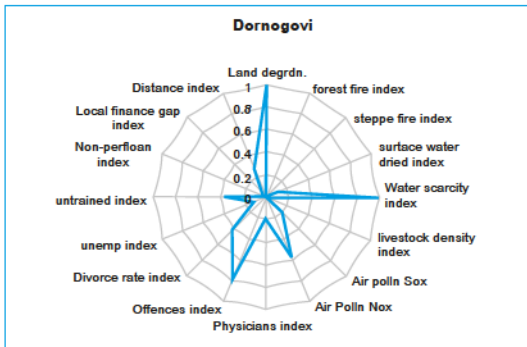 Dornogovi
Land degrdn.
forest fire index
steppe fire index
surtace water
dried index
Water scarcity
index
livestock density
index
Air polln Sox
Air Polln Nox
Physicians index
Offences index
Divorce rate index
unemp index
untrained index
Non-perfloan
index
Local finance gap
index
Distance index
1
0.8
0.6
0.4
0.2
0